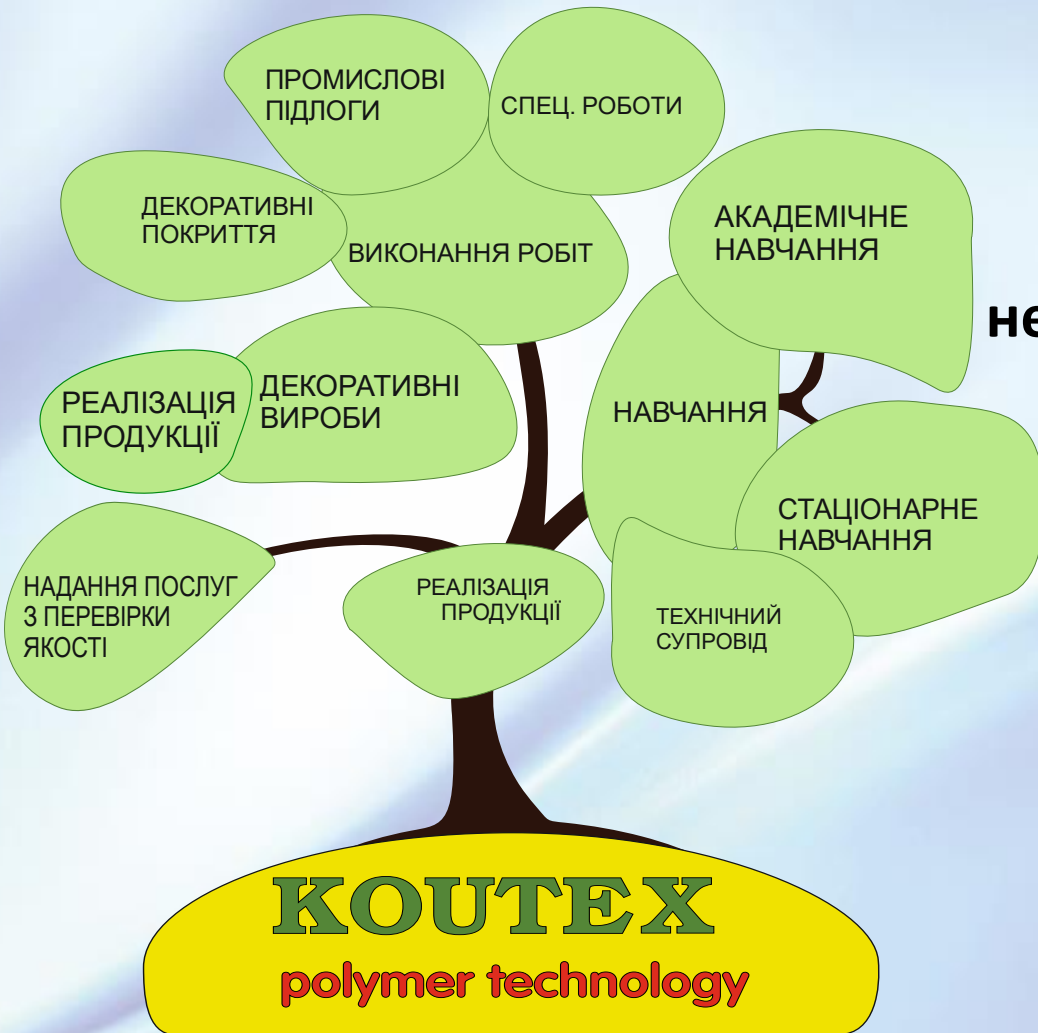 ПРОМИСЛОВІ
ПІДЛОГИ
СПЕЦ. РОБОТИ
ДЕКОРАТИВНІ
ПОКРИТТЯ
ВИКОНАННЯ РОБІТ
АКАДЕМІЧНЕ
НАВЧАННЯ
не
РЕАЛІЗАЦІЯ
ПРОДУКЦІЇ
ДЕКОРАТИВНІ
ВИРОБИ
НАВЧАННЯ
СТАЦІОНАРНЕ
НАВЧАННЯ
НАДАННЯ ПОСЛУГ
З ПЕРЕВІРКИ
ЯКОСТІ
РЕАЛІЗАЦІЯ
ПРОДУКЦІЇ
ТЕХНІЧНИЙ
СУПРОВІД
KOUTEX
polymer technology